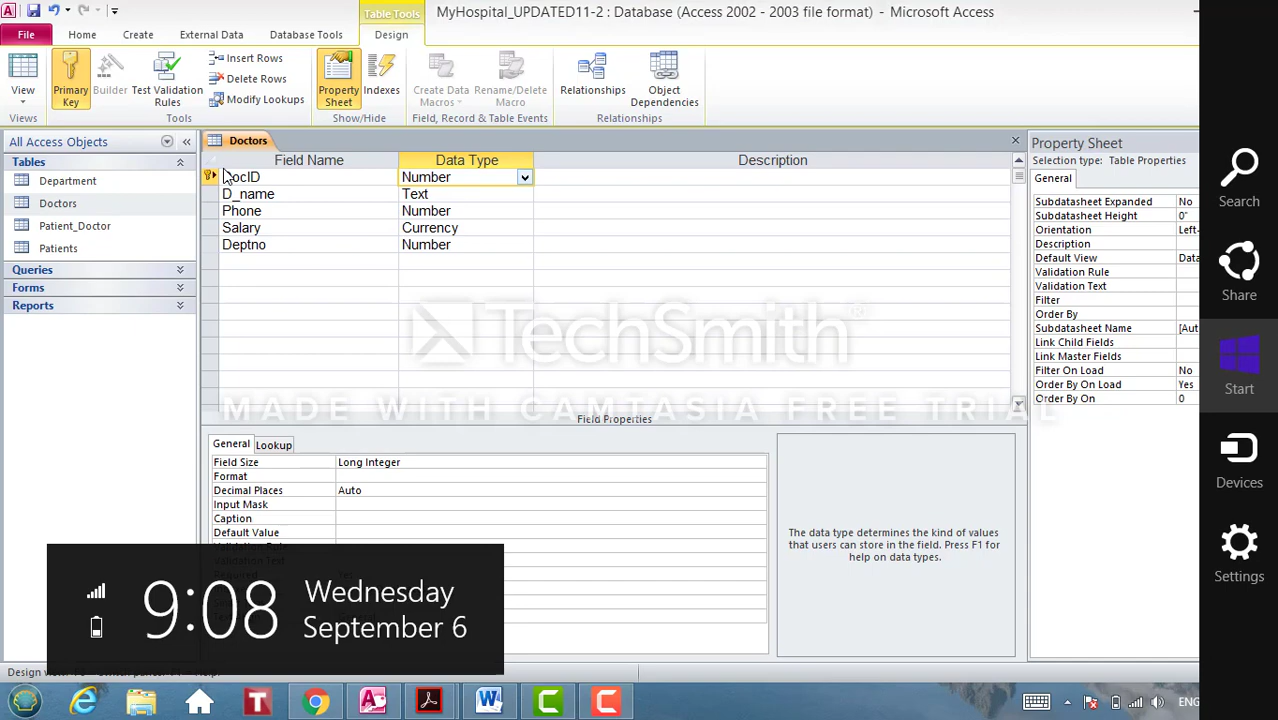 Table Tools
MyHospital_UPDATED11-2 : Database (Access 2002 - 2003 file format) - Microsoft Access
File
Home
Create
External Data
Database Tools
Design
View
Primary
Key
Builder
Test Validation
Rules
Insert Rows
Delete Rows
Modify Lookups
Property
Sheet
Indexes
Create Data
Macros
Rename/Delete
Macro
Relationships
Object
Dependencies
Views
Tools
Show/Hide
Field, Record & Table Events
Relationships
All Access Objects
Tables
Department
Doctors
Patient_Doctor
Patients
Queries
Forms
Reports
Doctors
Field Name Data Type Description
DocID Number
D_name Text
Phone Number
Salary Currency
Deptno Number
TechSmith®
MADE WITH CAMTASIA FREE TRIAL
Field Properties
General Lookup
Field Size Long Integer
Format
Decimal Places Auto
Input Mask
Caption
Default Value
The data type determines the kind of values
that users can store in the field. Press F1 for
help on data types.
Property Sheet
Selection type: Table Properties
General
Subdatasheet Expanded No
Subdatasheet Height 0"
Orientation Left-
Description
Default View Data
Validation Rule
Validation Text
Filter
Order By
Subdatasheet Name [Aut
Link Child Fields
Link Master Fields
Filter On Load No
Order By On Load Yes
Order By On 0
Search
Share
Start
Devices
Settings
9:08
Wednesday
September 6
Design view.
ENG